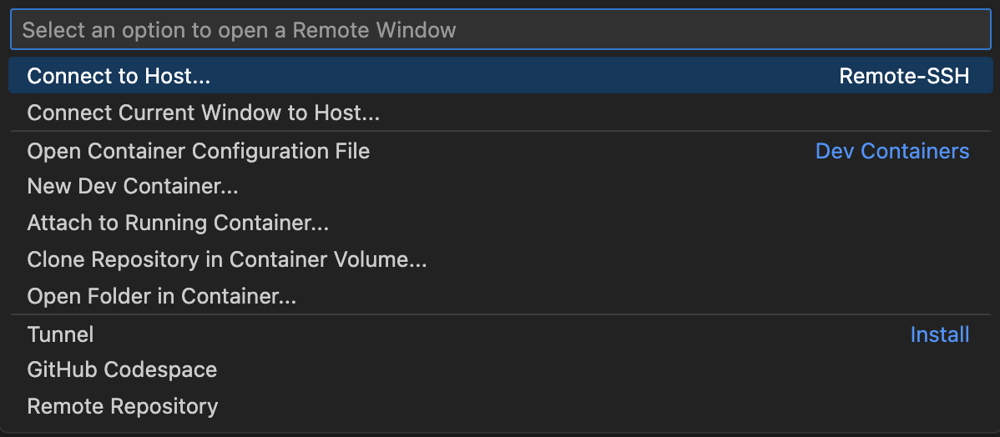 Select an option to open a Remote Window
Connect to Host... Remote-SSH
Connect Current Window to Host...
Open Container Configuration File Dev Containers
New Dev Container...
Attach to Running Container...
Clone Repository in Container Volume...
Open Folder in Container...
Tunnel Install
GitHub Codespace
Remote Repository